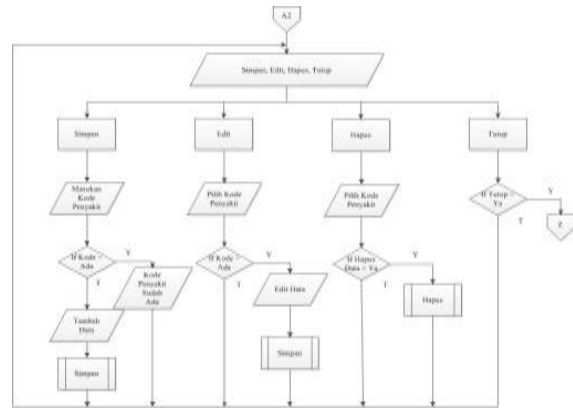 A2
Simpan, Edit, Hapus, Tutup
Simpan
Edit
Hapus
Tutup
Masukan
Kode
Penyakit
Pilih Kode
Penyakit
Pilih Kode
Penyakit
If Tutup =
Ya
Y
T
If Kode =
Ada
Y
T
Kode
Penyakit
Sudah
Ada
If Kode =
Ada
Y
T
If Hapus
Data = Ya
Y
T
Tambah
Data
Edit Data
Hapus
Simpan
Simpan